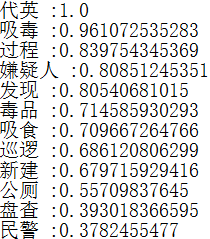 代英 :1.0
吸毒 :0.961072535283
过程 :0.839754345369
嫌疑人 :0.80851245351
发现 :0.80540681015
毒品 :0.714585930293
吸食 :0.709667264766
巡逻 :0.686120806299
新建 :0.679715929416
公厕 :0.55709837645
盘查 :0.393018366595
民警 :0.3782455477